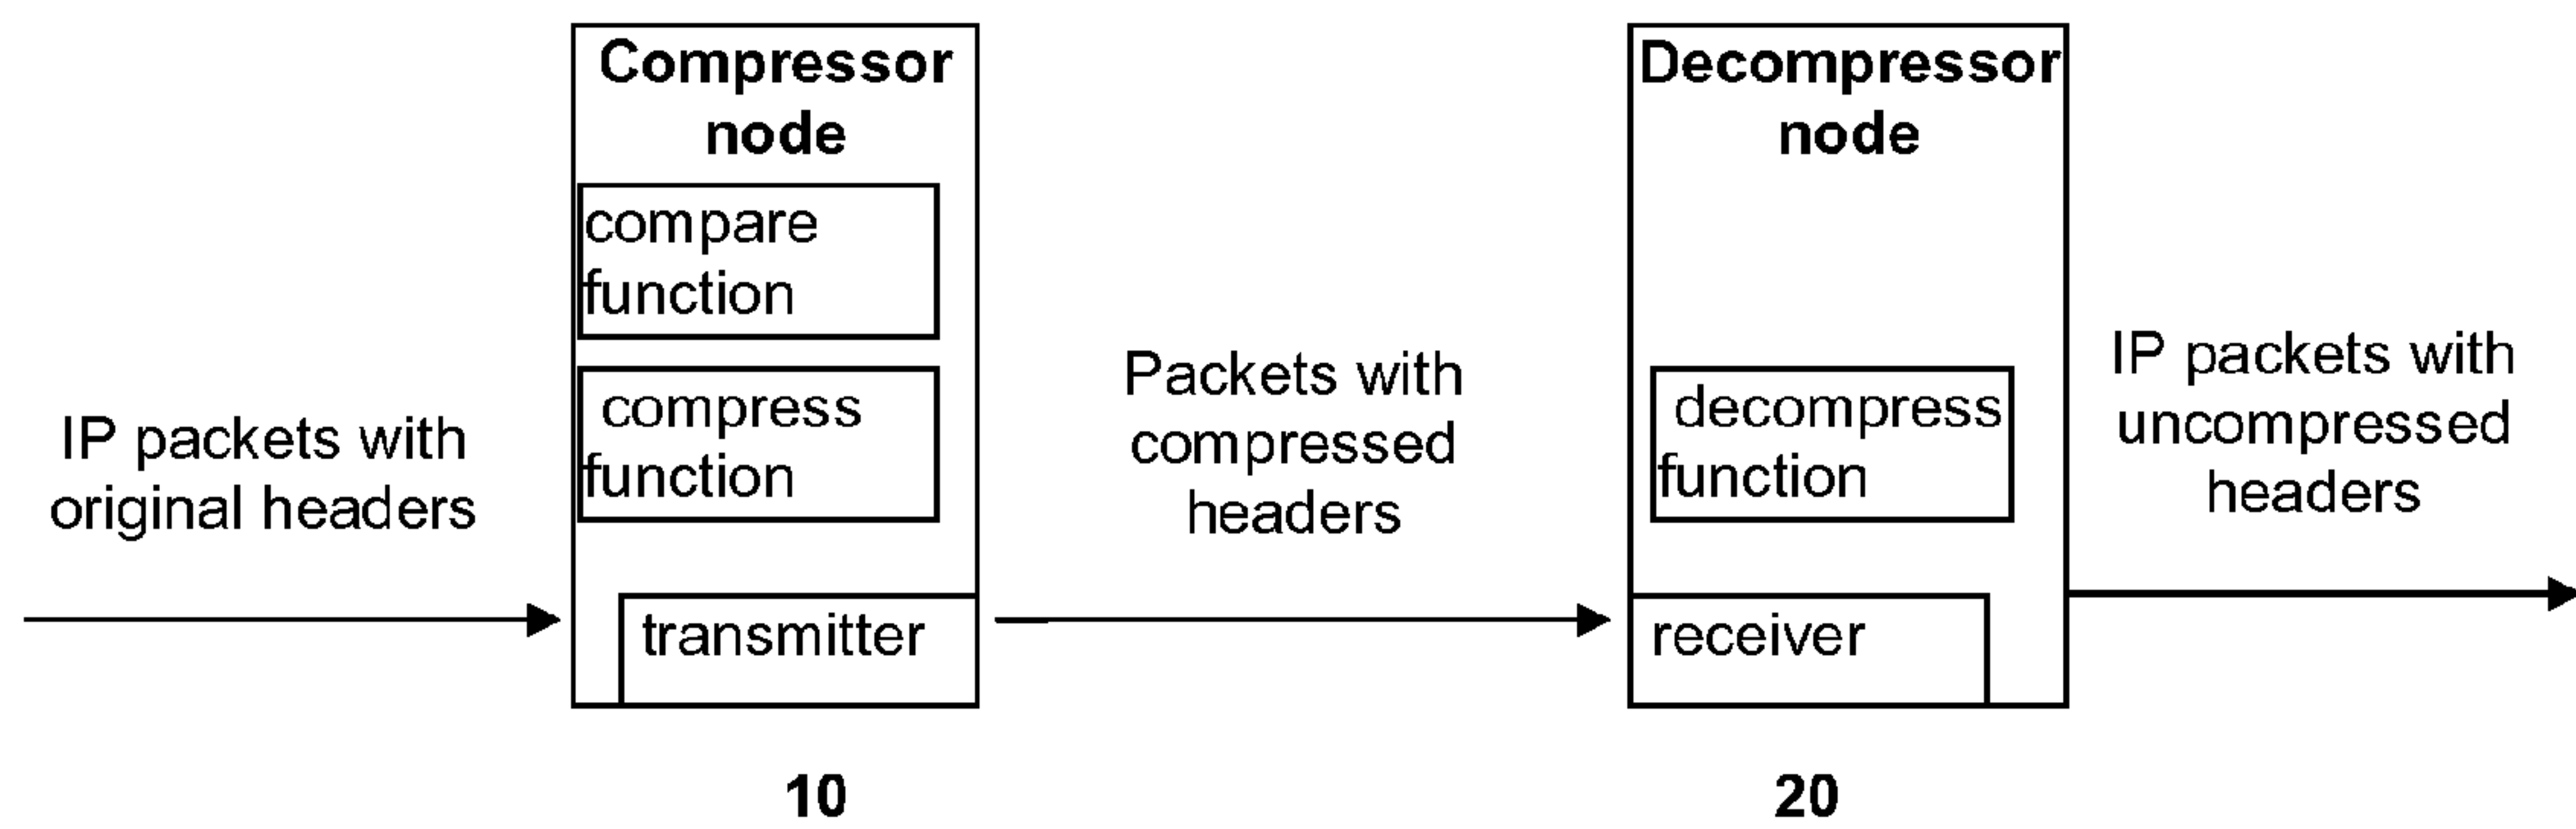 IP packets with
original headers
Compressor
node
compare
function
compress
function
transmitter
10
Packets with
compressed
headers
Decompressor
node
decompress
function
receiver
20
IP packets with
uncompressed
headers